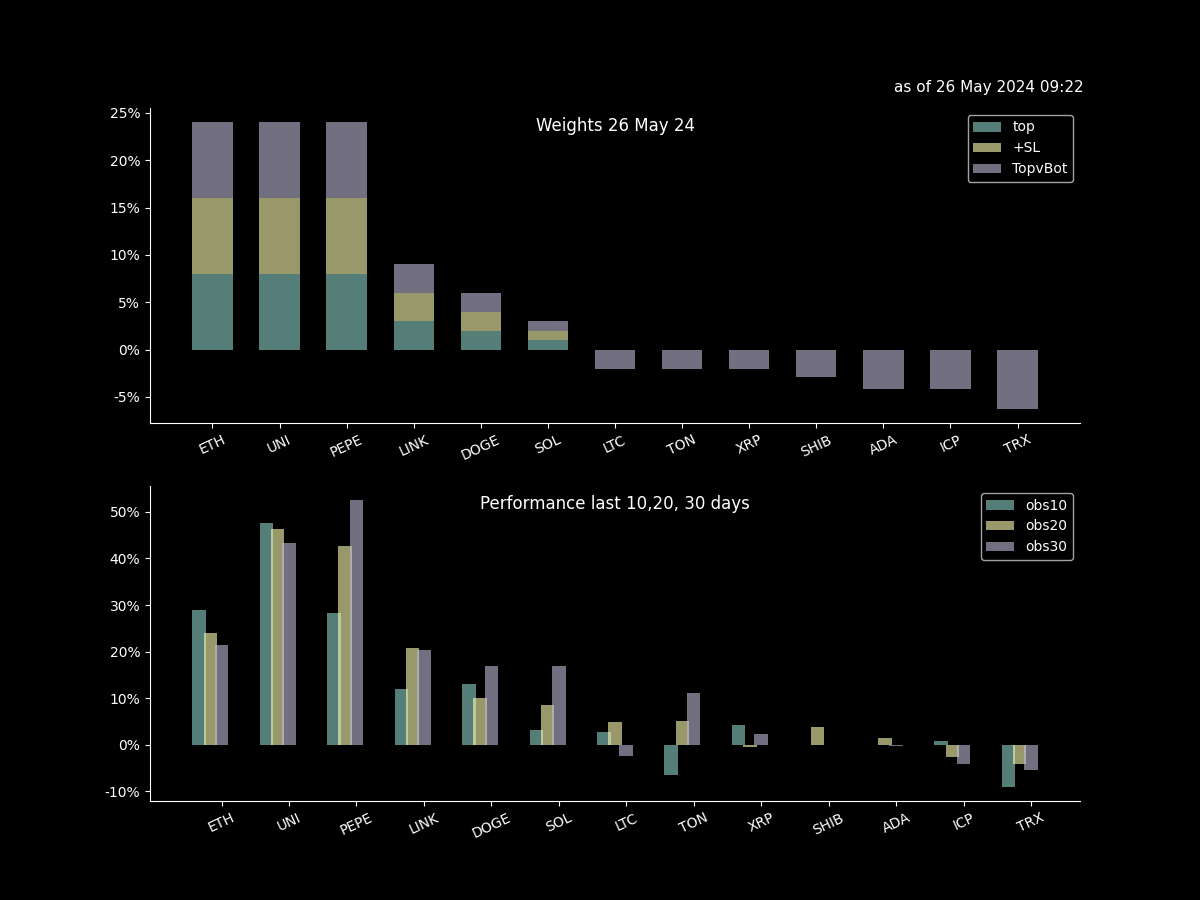 as of 26 May 2024 09:22
Weights 26 May 24
25%
20%
15%
10%
5%
0%
-5%
top
+SL
TopvBot
ETH UNI PEPE LINK DOGE SOL LTC TON XRP SHIB ADA ICP TRX
Performance last 10,20, 30 days
50%
40%
30%
20%
10%
0%
-10%
obs10
obs20
obs30
ETH UNI PEPE LINK DOGE SOL LTC TON XRP SHIB ADA ICP TRX